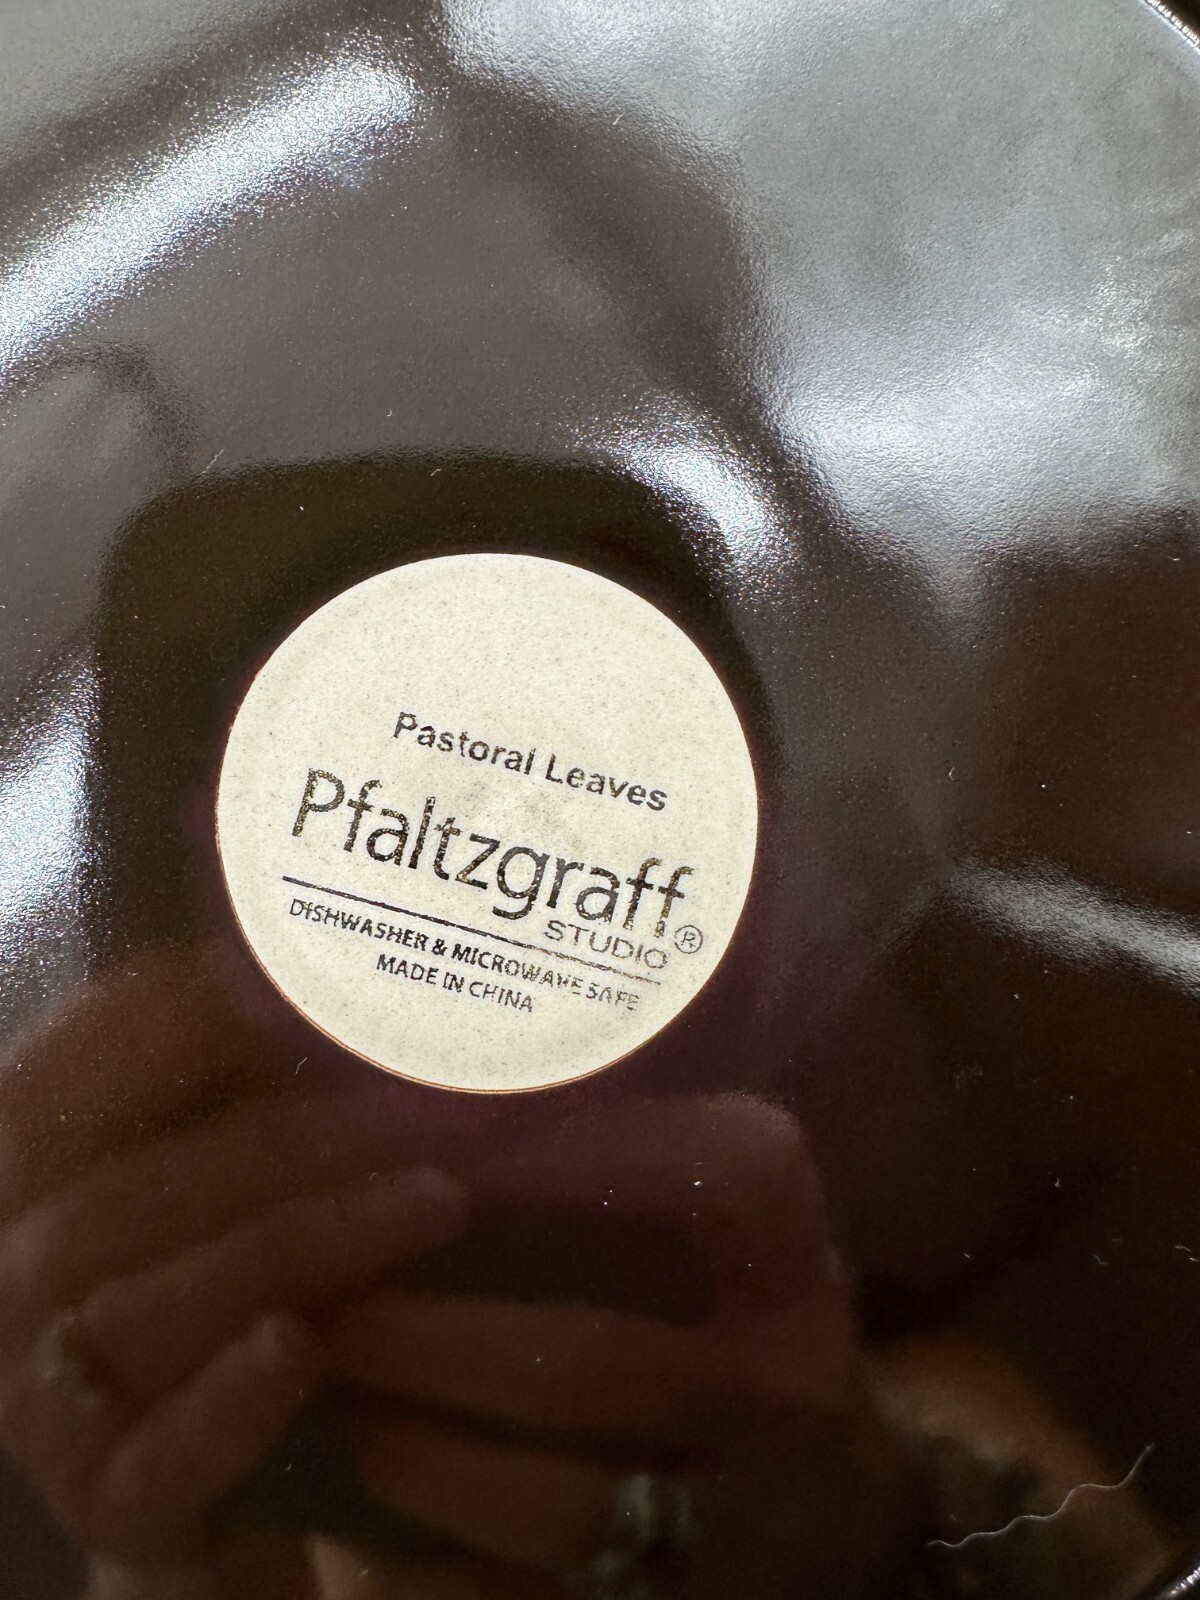 Pastoral Leaves
Pfaltzgraff
STUDIO®
DISHWASHER & MICROWAVE SAFE
MADE IN CHINA